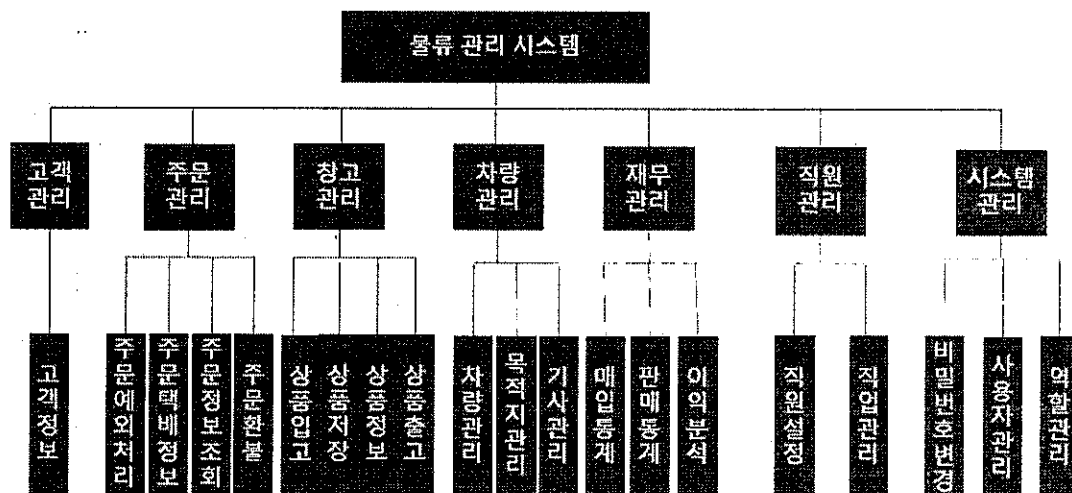 물류 관리 시스템
고객
관리
주문
관리
창고
관리
차량
관리
재무
관리
직원
관리
시스템
관리
고객정보
주문예외처리
주문택배정보
주문정보조회
주문환불
상품입고
상품저장
상품정보
상품출고
차량관리
목적지관리
기사관리
매입통계
판매통계
이익분석
직원설정
직업관리
비밀번호변경
사용자관리
역할관리